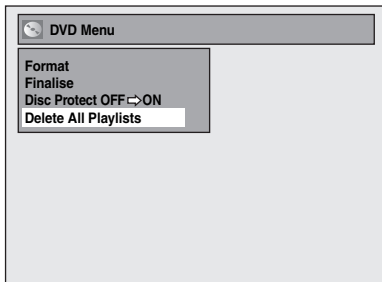 DVD Menu
Format
Finalise
Disc Protect OFF⇨ON
Delete All Playlists